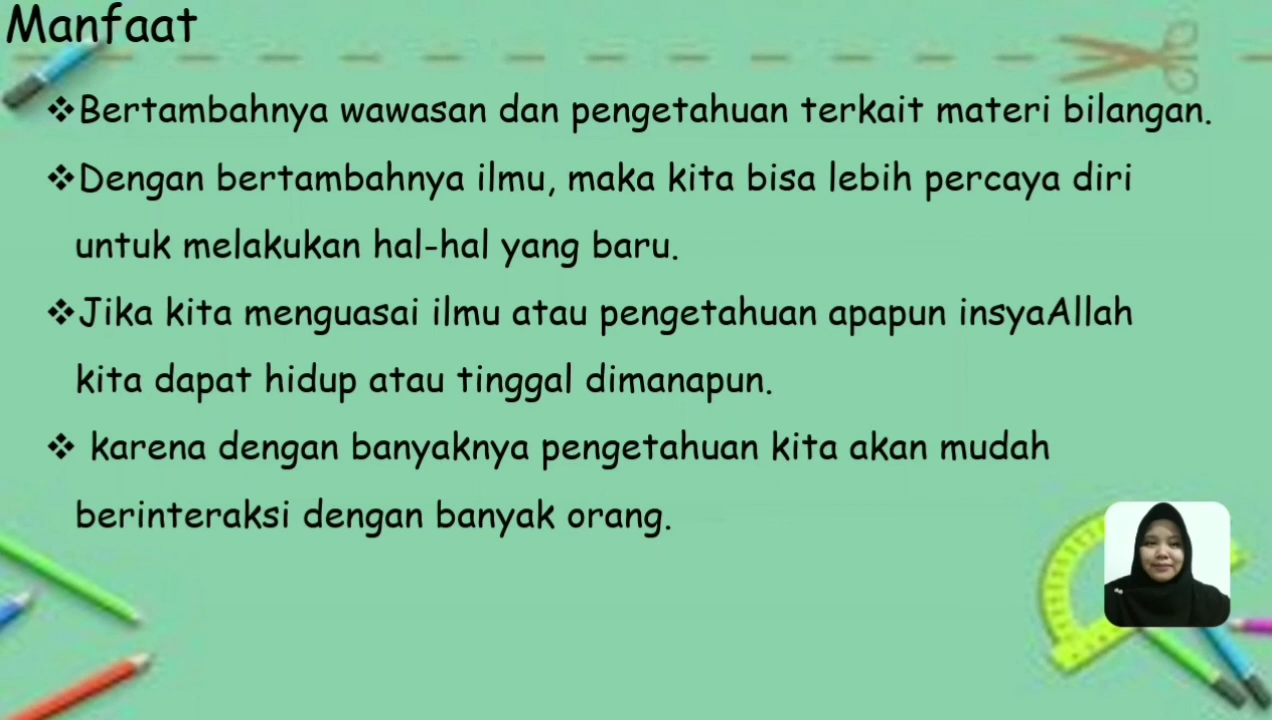 Manfaat
❖Bertambahnya wawasan dan pengetahuan terkait materi bilangan.
❖Dengan bertambahnya ilmu, maka kita bisa lebih percaya diri
untuk melakukan hal-hal yang baru.
❖Jika kita menguasai ilmu atau pengetahuan apapun insyaAllah
kita dapat hidup atau tinggal dimanapun.
❖ karena dengan banyaknya pengetahuan kita akan mudah
berinteraksi dengan banyak orang.